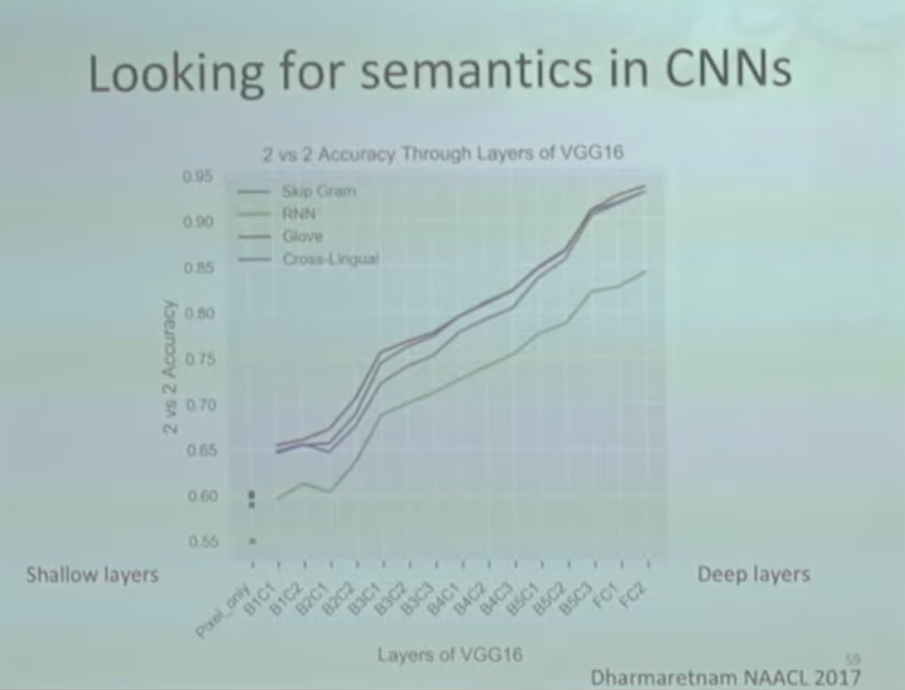 Looking for semantics in CNNs
2 vs 2 Accuracy Through Layers of VGG16
0.95
0.90
0.85
0.80
0.75
0.70
0.65
0.60
0.55
2 vs 2 Accuracy
Skip Gram
RNN
Glove
Cross-Lingual
Shallow layers
Deep layers
Pixel_only
B1C1
B1C2
B2C1
B2C2
B3C1
B3C2
B3C3
B4C1
B4C2
B4C3
B5C1
B5C2
B5C3
FC1
FC2
Layers of VGG16
59
Dharmaretnam NAACL 2017